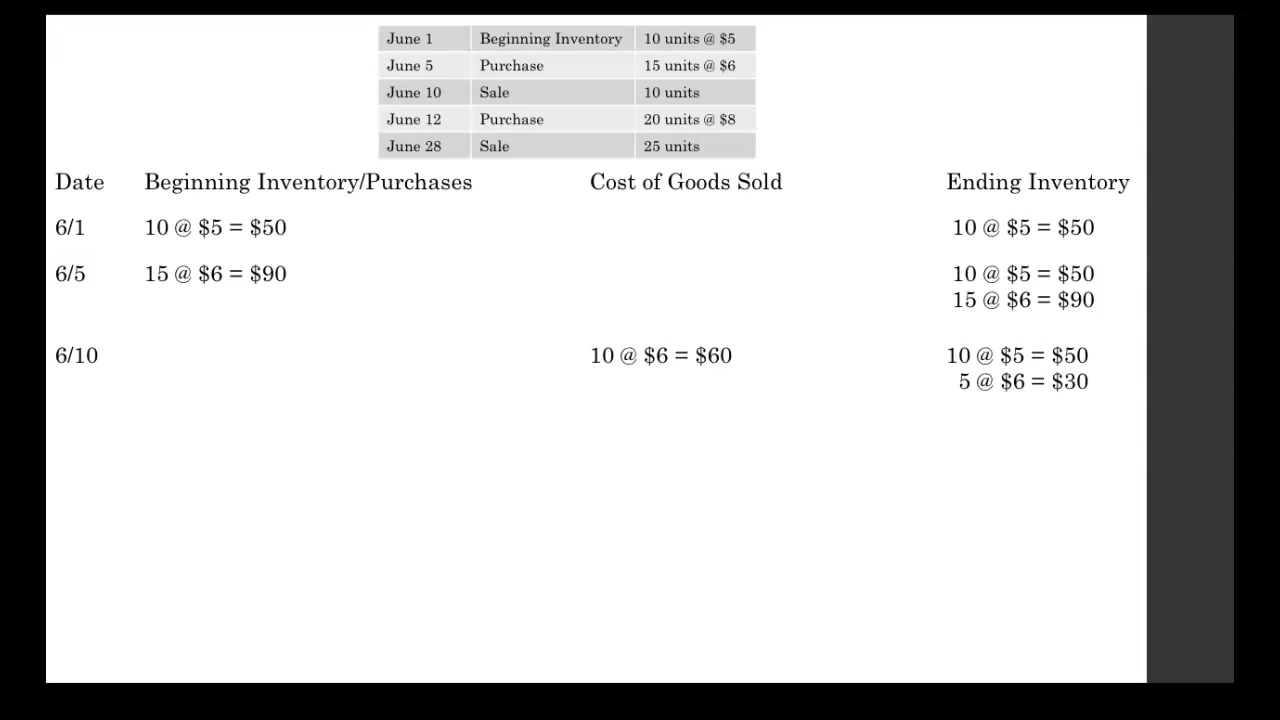 June 1 Beginning Inventory 10 units @ $5
June 5 Purchase 15 units @ $6
June 10 Sale 10 units
June 12 Purchase 20 units @ $8
June 28 Sale 25 units
Date Beginning Inventory/Purchases Cost of Goods Sold Ending Inventory
6/1 10 @ $5 = $50 10 @ $5 = $50
6/5 15 @ $6 = $90 10 @ $5 = $50
15 @ $6 = $90
6/10 10 @ $6 = $60 10 @ $5 = $50
5 @ $6 = $30